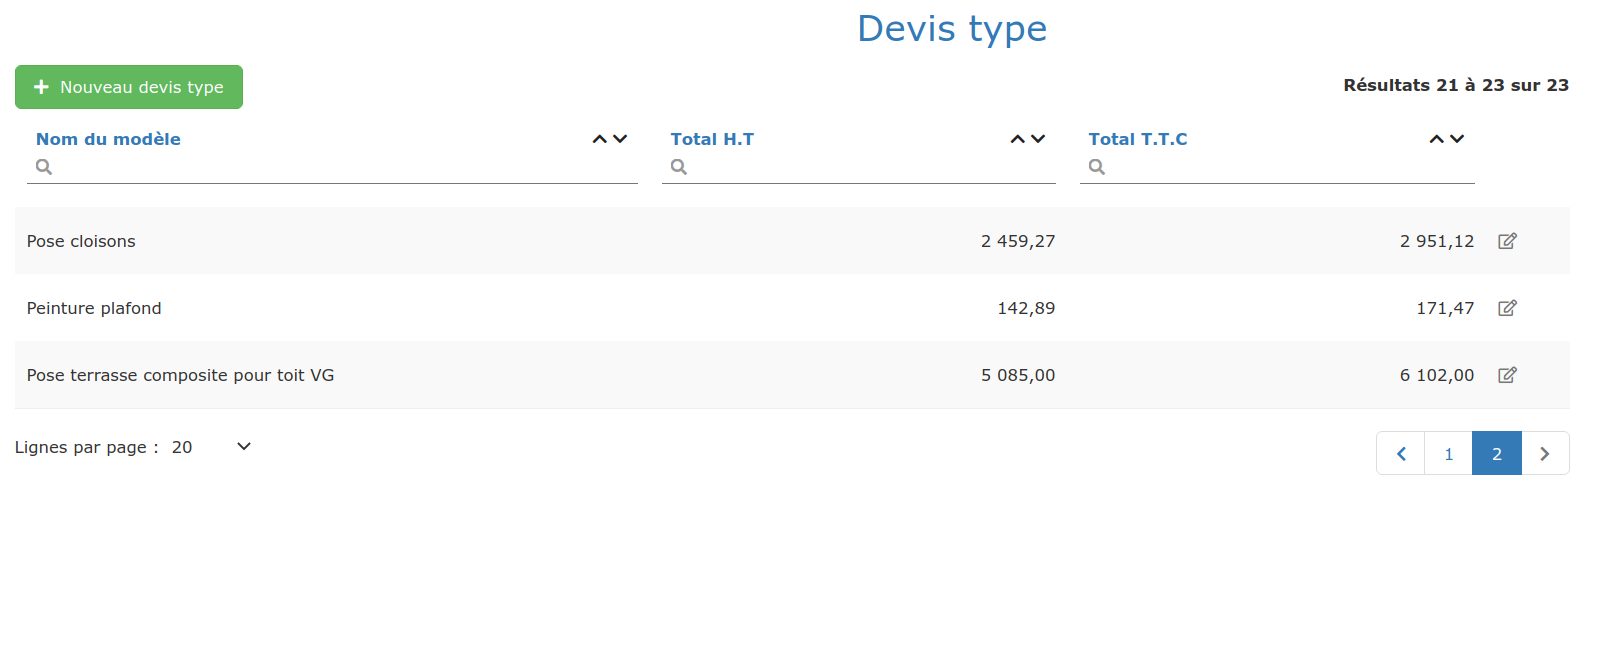 Devis type
Nouveau devis type
Résultats 21 à 23 sur 23
Nom du modèle Total H.T Total T.T.C
Pose cloisons 2 459,27 2 951,12
Peinture plafond 142,89 171,47
Pose terrasse composite pour toit VG 5 085,00 6 102,00
Lignes par page : 20
1 2